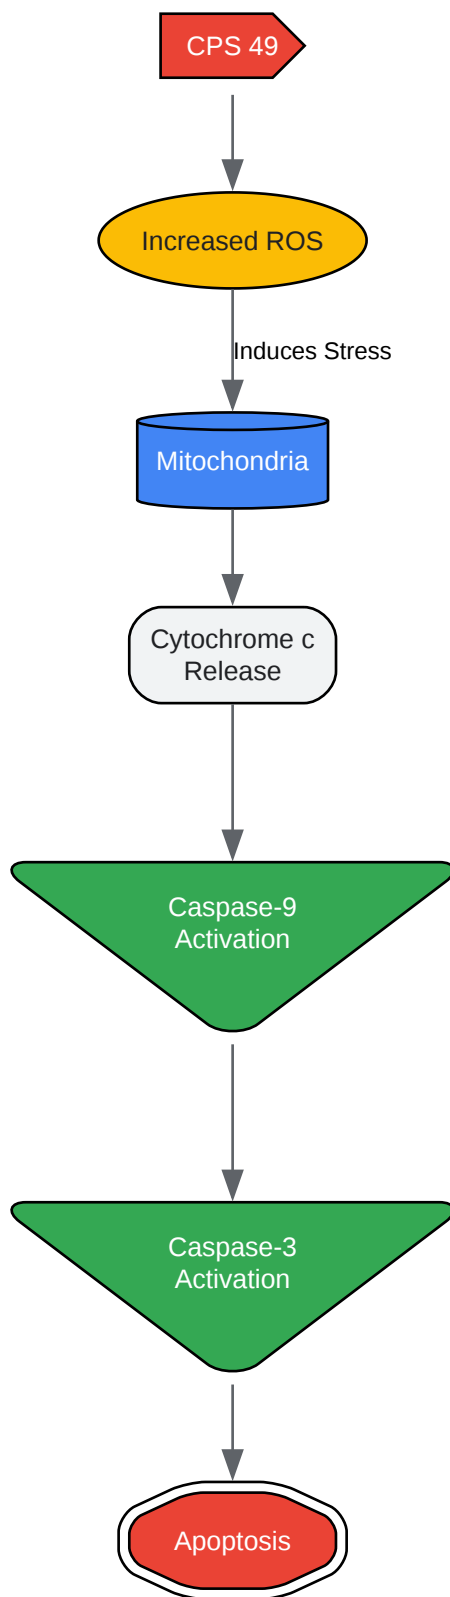 CPS 49
Increased ROS
Induces Stress
Mitochondria
Cytochrome c
Release
Caspase-9
Activation
Caspase-3
Activation
Apoptosis